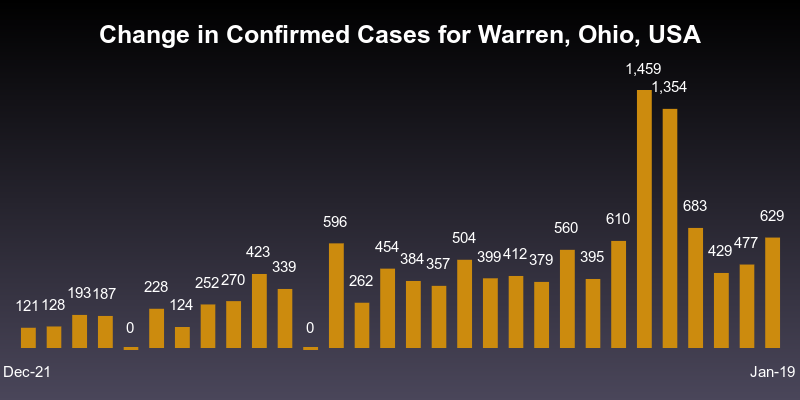 Change in Confirmed Cases for Warren, Ohio, USA
121 128 193 187 0 228 124 252 270 423 339 0 596 262 454 384 357 504 399 412 379 560 395 610 1,459 1,354 683 429 477 629
Dec-21 Jan-19